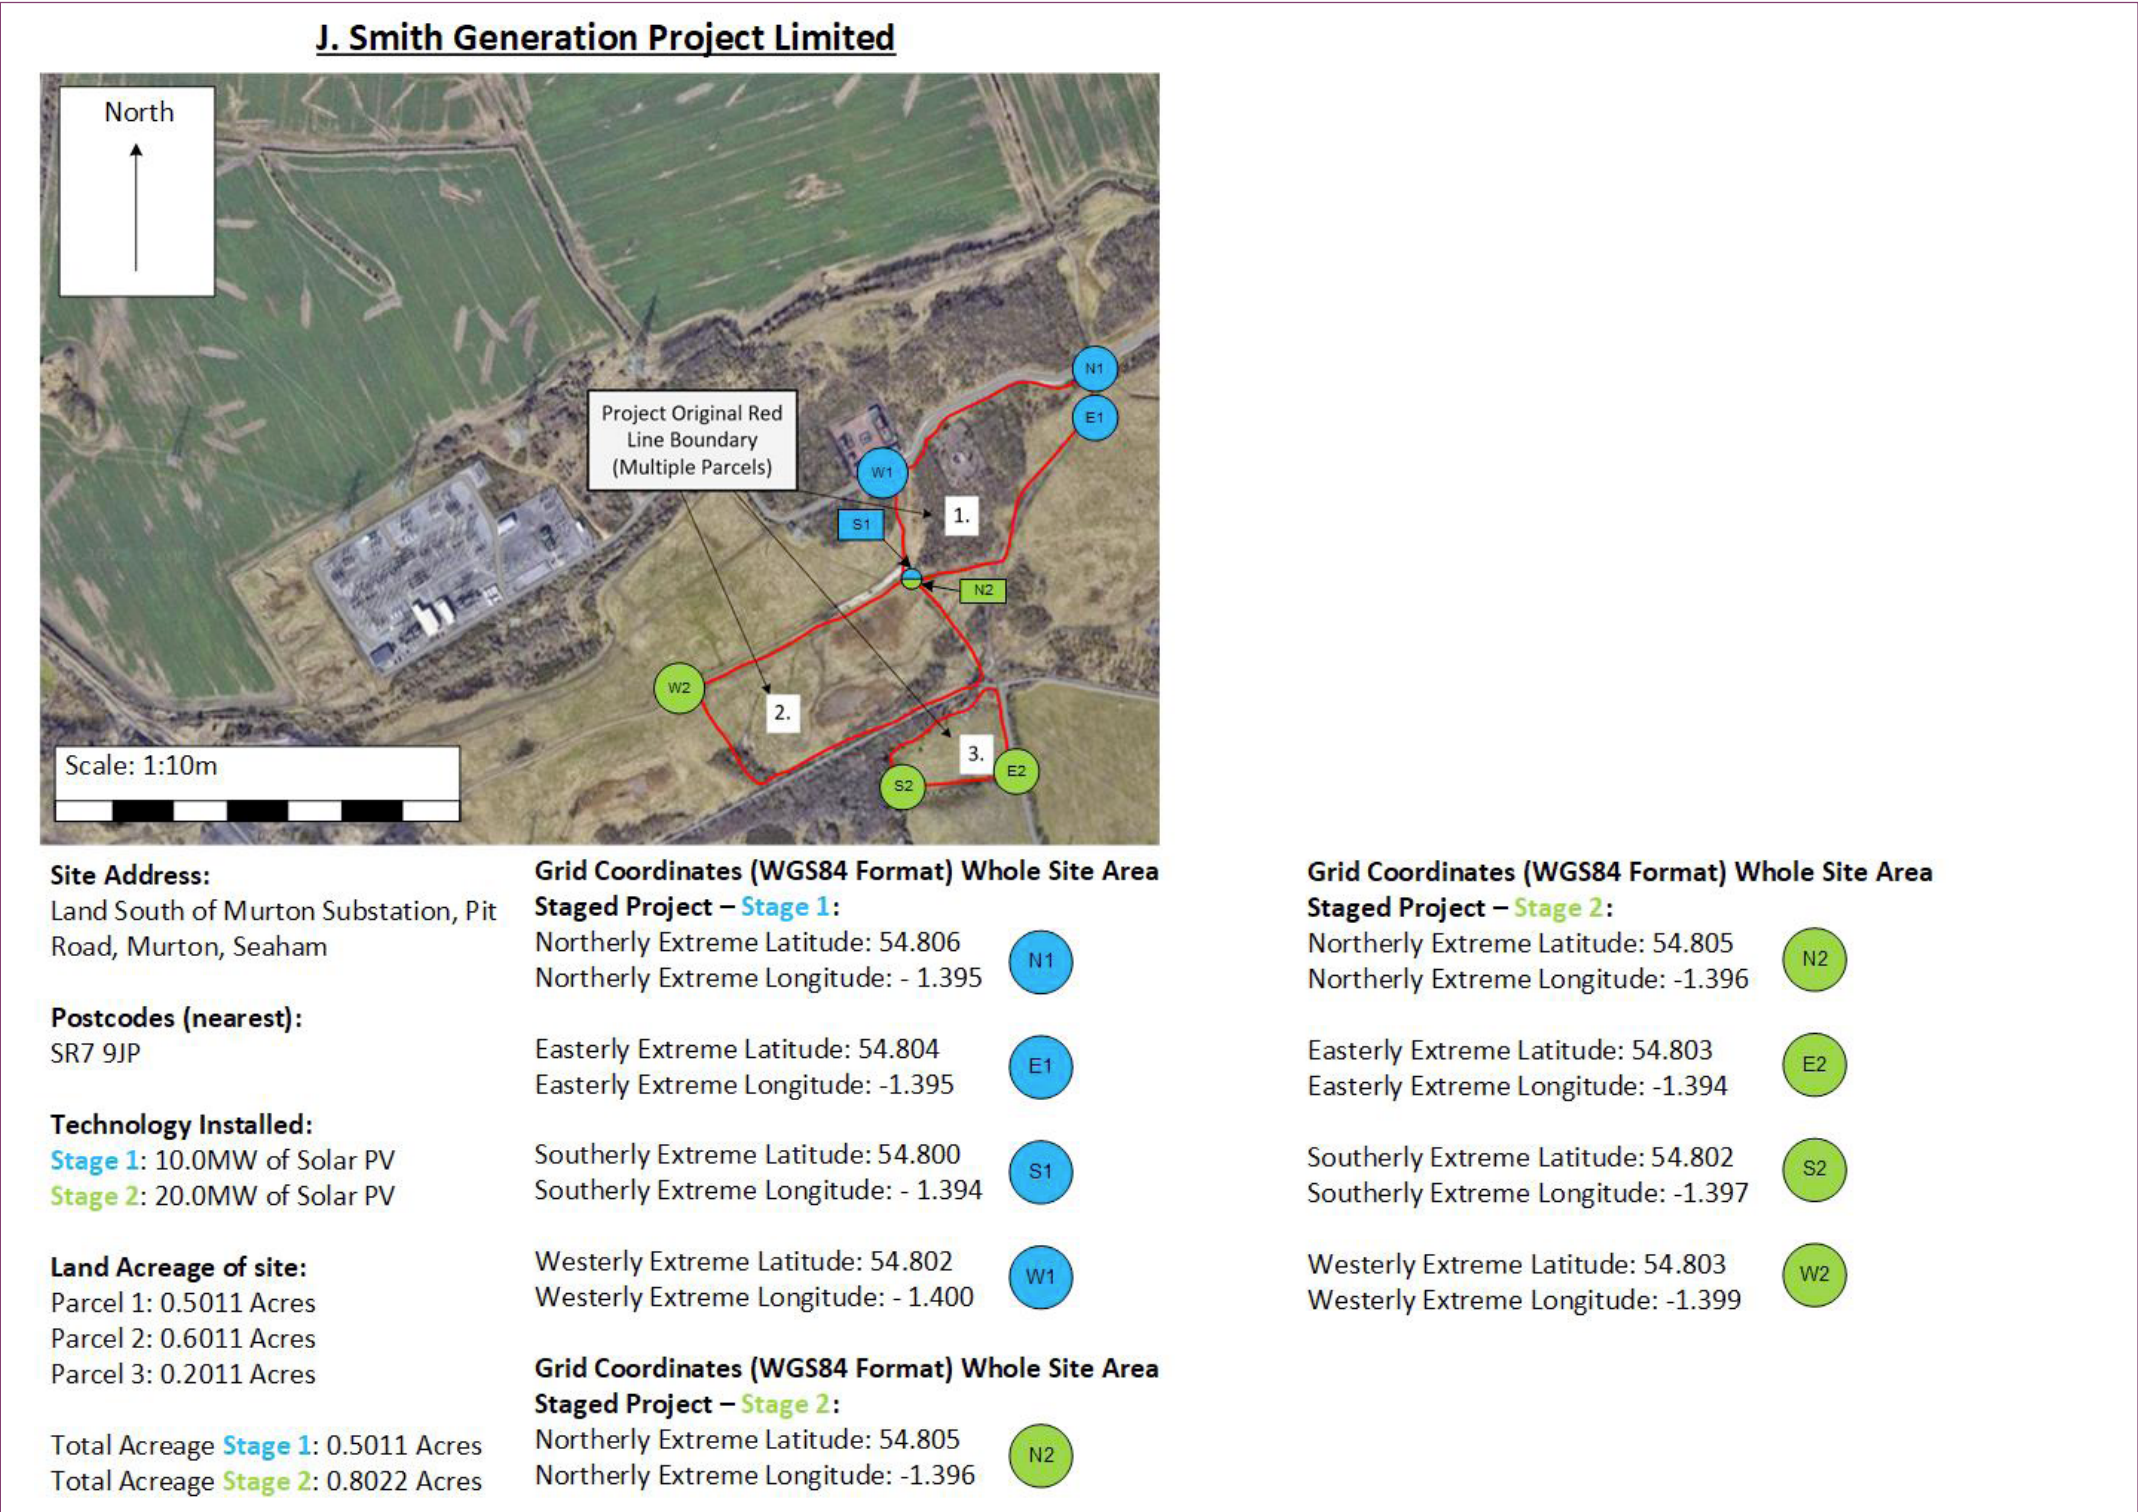 J. Smith Generation Project Limited
North
N1
E1
Project Original Red
Line Boundary
(Multiple Parcels)
W1
S1
1.
N2
W2
2.
3.
E2
S2
Scale: 1:10m
Site Address:
Land South of Murton Substation, Pit
Road, Murton, Seaham
Postcodes (nearest):
SR7 9JP
Technology Installed:
Stage 1: 10.0MW of Solar PV
Stage 2: 20.0MW of Solar PV
Land Acreage of site:
Parcel 1: 0.5011 Acres
Parcel 2: 0.6011 Acres
Parcel 3: 0.2011 Acres
Total Acreage Stage 1: 0.5011 Acres
Total Acreage Stage 2: 0.8022 Acres
Grid Coordinates (WGS84 Format) Whole Site Area
Staged Project – Stage 1:
Northerly Extreme Latitude: 54.806
Northerly Extreme Longitude: - 1.395
N1
Easterly Extreme Latitude: 54.804
Easterly Extreme Longitude: -1.395
E1
Southerly Extreme Latitude: 54.800
Southerly Extreme Longitude: - 1.394
S1
Westerly Extreme Latitude: 54.802
Westerly Extreme Longitude: - 1.400
W1
Grid Coordinates (WGS84 Format) Whole Site Area
Staged Project – Stage 2:
Northerly Extreme Latitude: 54.805
Northerly Extreme Longitude: -1.396
N2
Grid Coordinates (WGS84 Format) Whole Site Area
Staged Project – Stage 2:
Northerly Extreme Latitude: 54.805
Northerly Extreme Longitude: -1.396
N2
Easterly Extreme Latitude: 54.803
Easterly Extreme Longitude: -1.394
E2
Southerly Extreme Latitude: 54.802
Southerly Extreme Longitude: -1.397
S2
Westerly Extreme Latitude: 54.803
Westerly Extreme Longitude: -1.399
W2